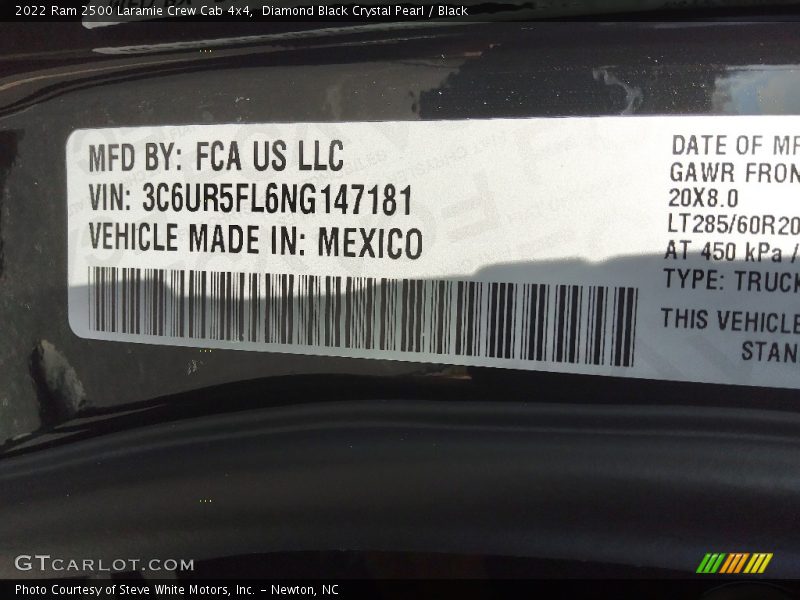 2022 Ram 2500 Laramie Crew Cab 4x4, Diamond Black Crystal Pearl / Black
MFD BY: FCA US LLC
VIN: 3C6UR5FL6NG147181
VEHICLE MADE IN: MEXICO
DATE OF MF
GAWR FRON
20X8.0
LT285/60R20
AT 450 kPa /
TYPE: TRUCK
THIS VEHICLE
STAN
GTCARLOT.COM
Photo Courtesy of Steve White Motors, Inc. – Newton, NC